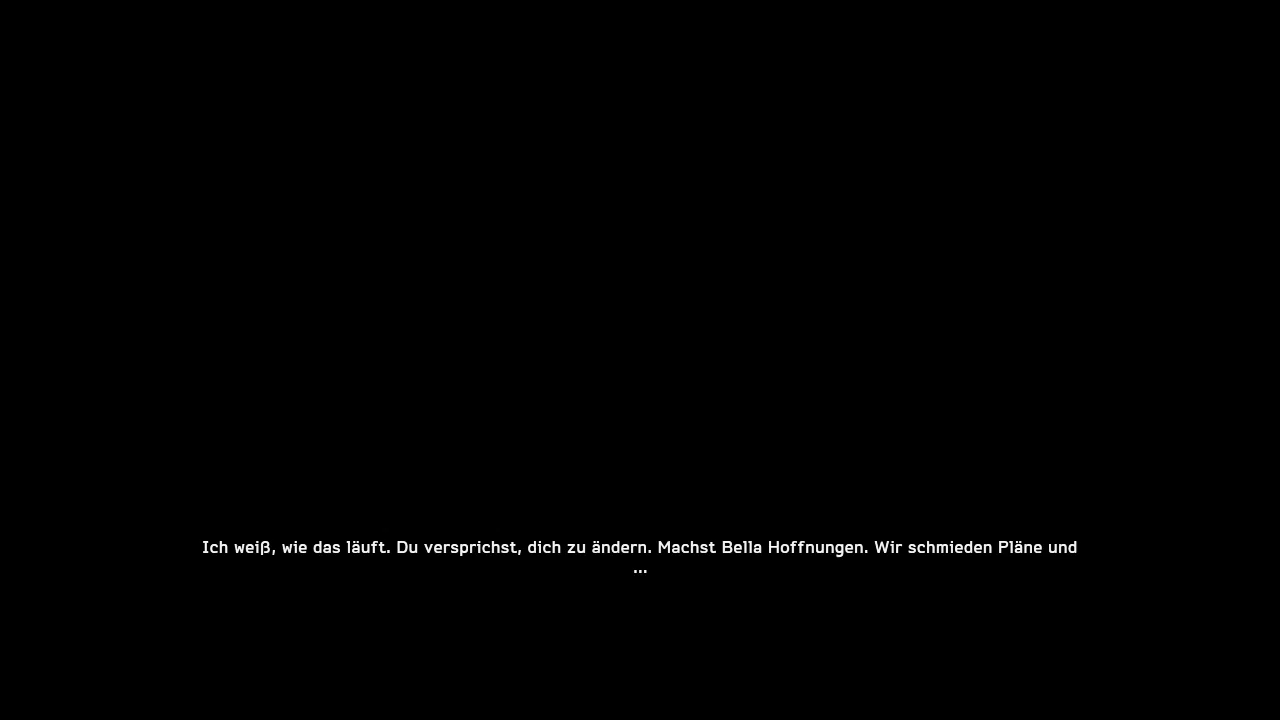 Ich weiß, wie das läuft. Du versprichst, dich zu ändern. Machst Bella Hoffnungen. Wir schmieden Pläne und
...